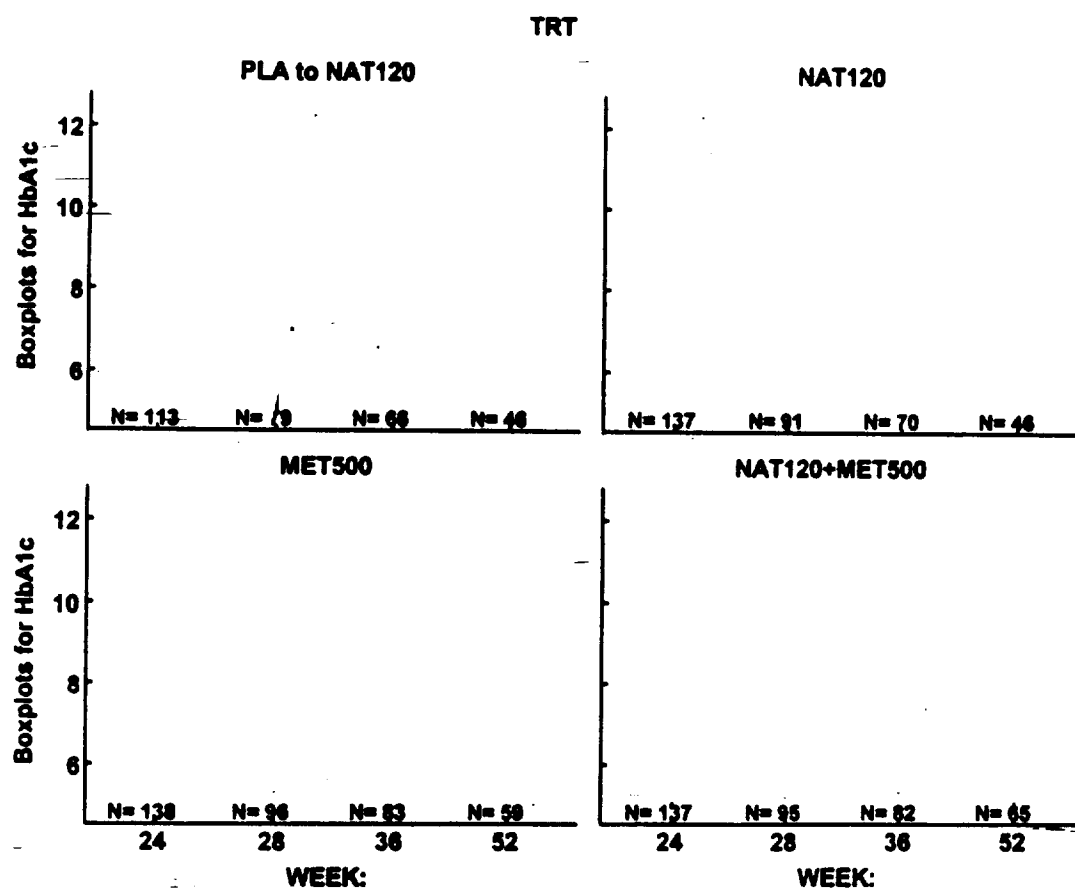 TRT
PLA to NAT120
NAT120
Boxplots for HbA1c
12
10
8
6
N= 113 N= 9 N= 66 N= 46
N= 137 N= 91 N= 70 N= 46
MET500
NAT120+MET500
Boxplots for HbA1c
12
10
8
6
N= 138 N= 96 N= 83 N= 59
N= 137 N= 95 N= 82 N= 65
24 28 36 52
24 28 36 52
WEEK:
WEEK: